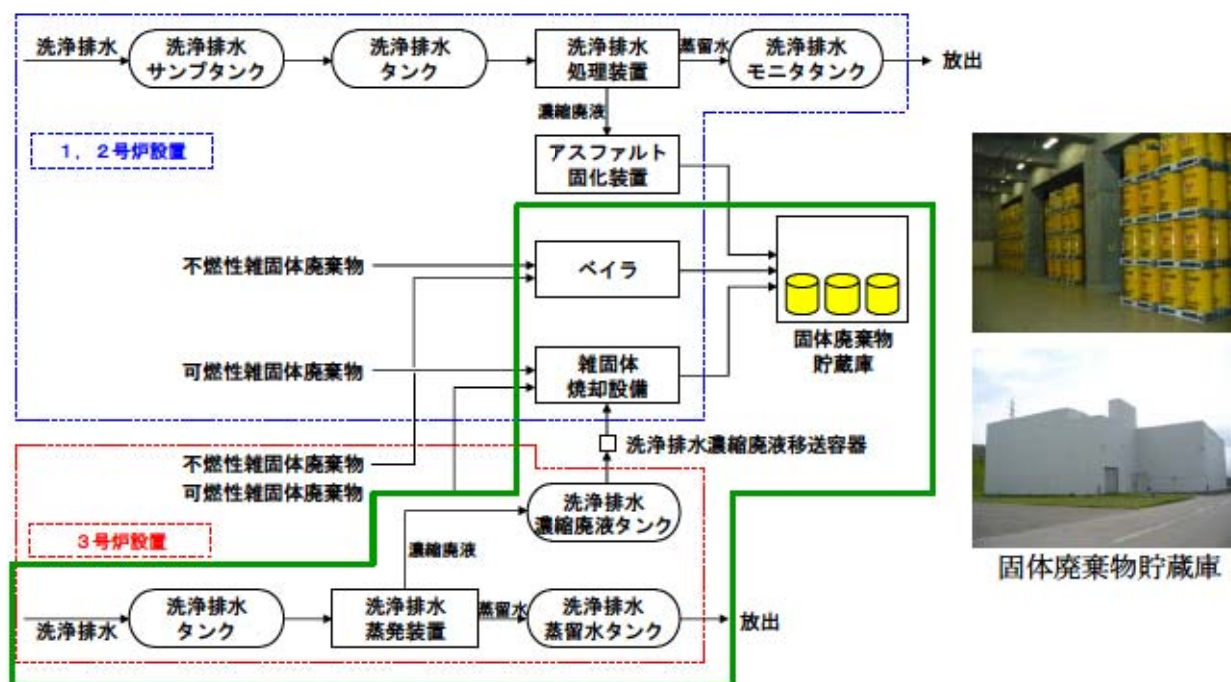 洗浄排水
洗浄排水
サンプタンク
洗浄排水
タンク
洗浄排水
処理装置
蒸留水
洗浄排水
モニタタンク
放出
濃縮廃液
1，2号炉設置
アスファルト
固化装置
不燃性雑固体廃棄物
ベイラ
固体廃棄物
貯蔵庫
可燃性雑固体廃棄物
雑固体
焼却設備
洗浄排水濃縮廃液移送容器
不燃性雑固体廃棄物
可燃性雑固体廃棄物
洗浄排水
濃縮廃液タンク
3号炉設置
濃縮廃液
固体廃棄物貯蔵庫
洗浄排水
洗浄排水
タンク
洗浄排水
蒸発装置
蒸留水
洗浄排水
蒸留水タンク
放出